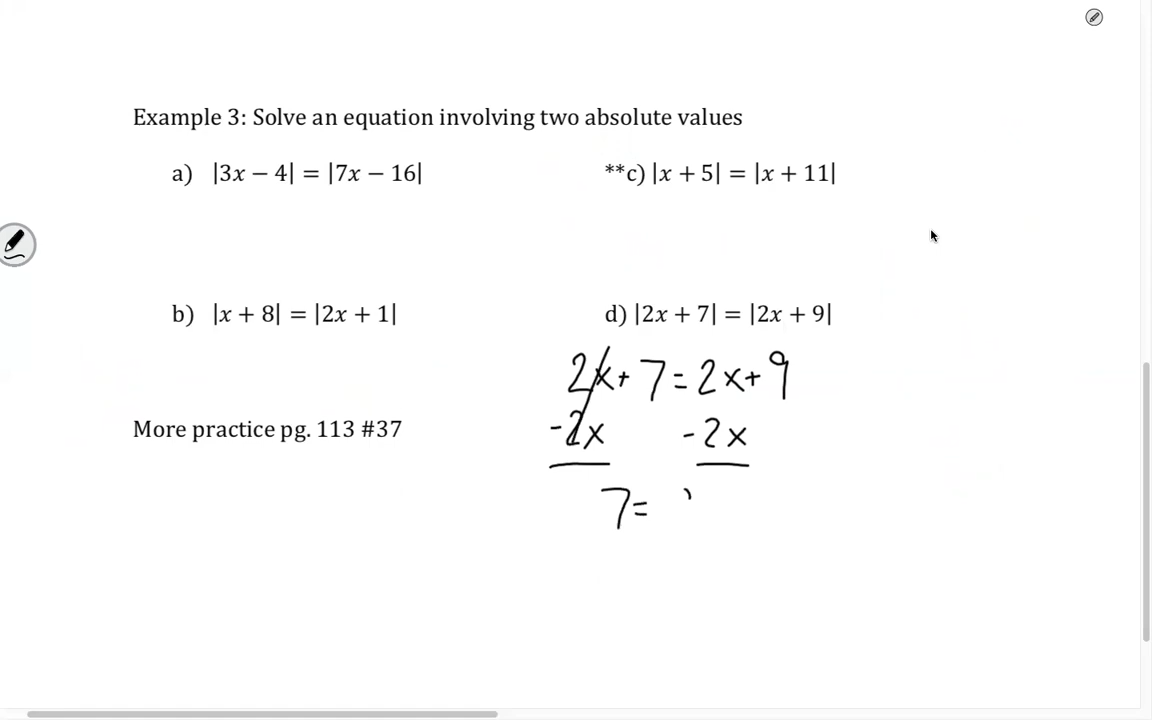 Example 3: Solve an equation involving two absolute values
a) |3x − 4| = |7x − 16|
**c) |x + 5| = |x + 11|
b) |x + 8| = |2x + 1|
d) |2x + 7| = |2x + 9|
2x + 7 = 2x + 9
-2x -2x
7 =
More practice pg. 113 #37